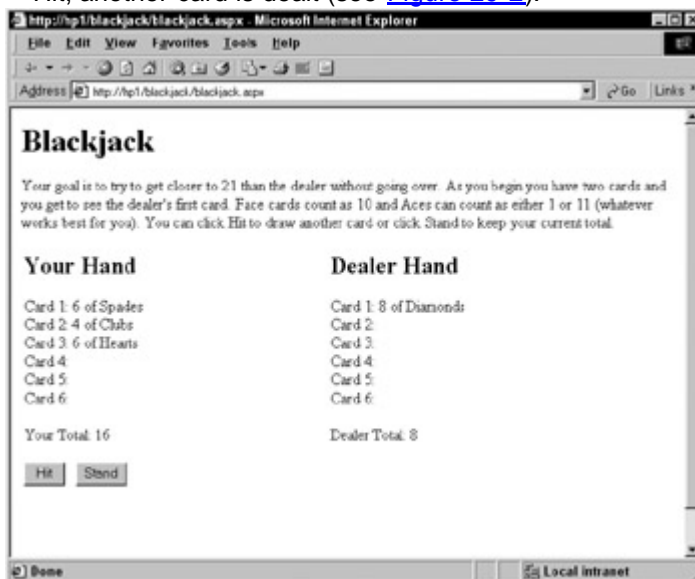 Hit, another card is dealt (see Figure 20-2).
http://hp1/blackjack/blackjack.aspx - Microsoft Internet Explorer
File Edit View Favorites Tools Help
Address http://hp1/blackjack/blackjack.aspx Go Links »
Blackjack
Your goal is to try to get closer to 21 than the dealer without going over. As you begin you have two cards and
you get to see the dealer's first card. Face cards count as 10 and Aces can count as either 1 or 11 (whatever
works best for you). You can click Hit to draw another card or click Stand to keep your current total.
Your Hand
Card 1: 6 of Spades
Card 2: 4 of Clubs
Card 3: 6 of Hearts
Card 4:
Card 5:
Card 6:
Your Total: 16
Hit Stand
Dealer Hand
Card 1: 8 of Diamonds
Card 2:
Card 3:
Card 4:
Card 5:
Card 6:
Dealer Total: 8
Done
Local intranet